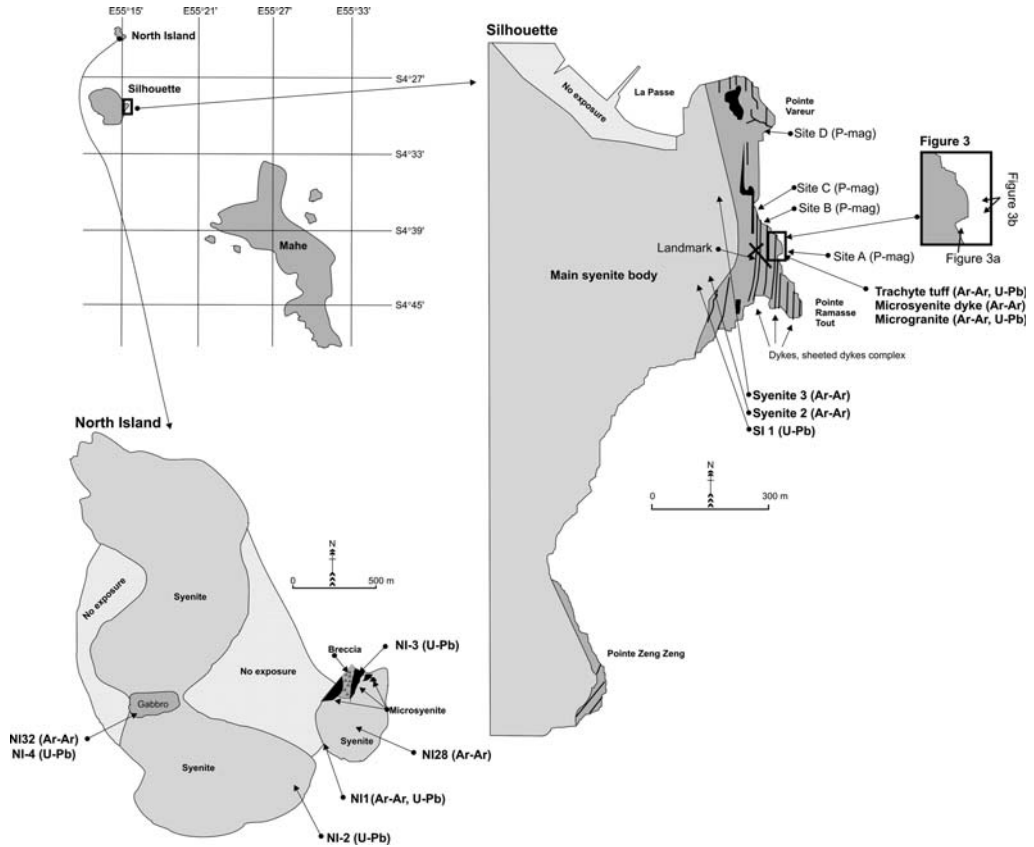 E55°15'
E55°21'
E55°27'
E55°33'
North Island
Silhouette
S4°27'
S4°33'
S4°39'
S4°45'
Mahe
Silhouette
No exposure
La Passe
Pointe
Vareur
Site D (P-mag)
Site C (P-mag)
Site B (P-mag)
Landmark
Site A (P-mag)
Figure 3
Figure 3b
Figure 3a
Main syenite body
Trachyte tuff (Ar-Ar, U-Pb)
Microsyenite dyke (Ar-Ar)
Microgranite (Ar-Ar, U-Pb)
Pointe
Ramasse
Tout
Dykes, sheeted dykes complex
Syenite 3 (Ar-Ar)
Syenite 2 (Ar-Ar)
SI 1 (U-Pb)
N
0
300 m
Pointe Zeng Zeng
North Island
No exposure
Syenite
N
0
500 m
No exposure
Breccia
NI-3 (U-Pb)
Microsyenite
Gabbro
Syenite
NI32 (Ar-Ar)
NI-4 (U-Pb)
NI28 (Ar-Ar)
Syenite
NI1(Ar-Ar, U-Pb)
NI-2 (U-Pb)